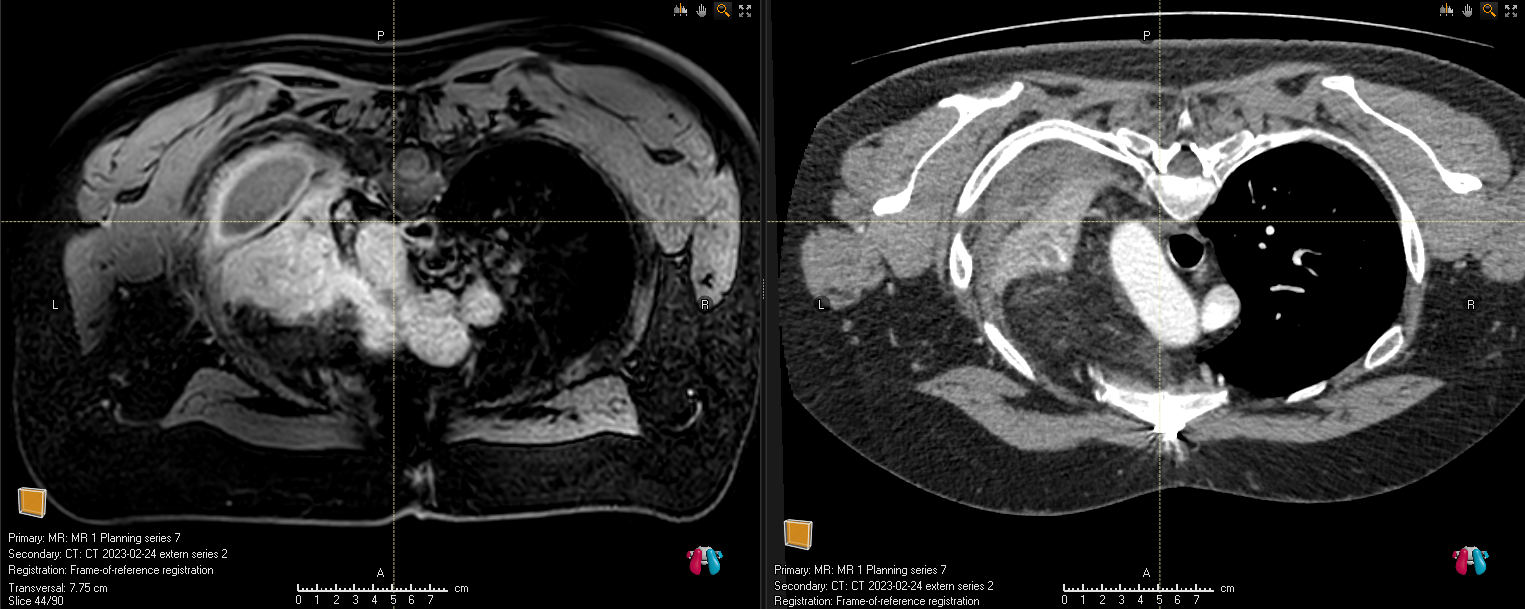 P
L
R
A
Primary: MR: MR 1 Planning series 7
Secondary: CT: CT 2023-02-24 extern series 2
Registration: Frame-of-reference registration
Transversal: 7.75 cm
Slice 44/90
0 1 2 3 4 5 6 7 cm
P
L
R
A
Primary: MR: MR 1 Planning series 7
Secondary: CT: CT 2023-02-24 extern series 2
Registration: Frame-of-reference registration
0 1 2 3 4 5 6 7 cm